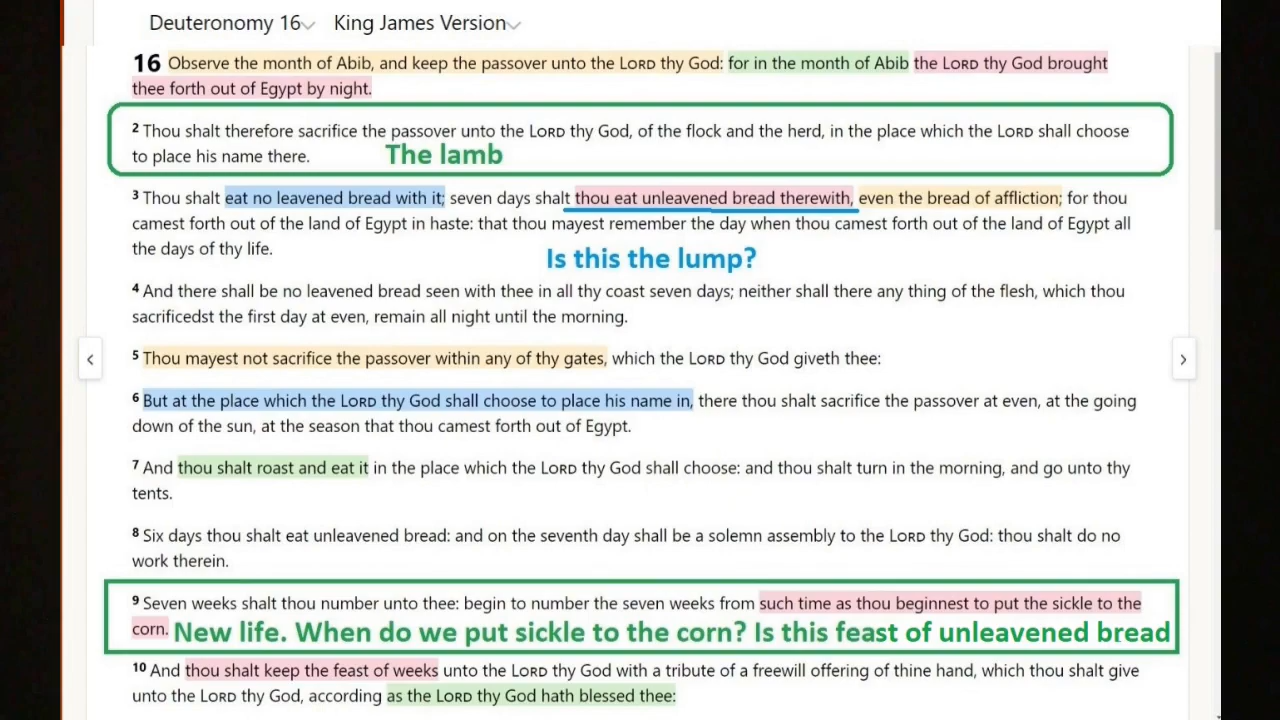 Deuteronomy 16 King James Version
16 Observe the month of Abib, and keep the passover unto the LORD thy God: for in the month of Abib the LORD thy God brought
thee forth out of Egypt by night.
2 Thou shalt therefore sacrifice the passover unto the LORD thy God, of the flock and the herd, in the place which the LORD shall choose
to place his name there. The lamb
3 Thou shalt eat no leavened bread with it; seven days shalt thou eat unleavened bread therewith, even the bread of affliction; for thou
camest forth out of the land of Egypt in haste: that thou mayest remember the day when thou camest forth out of the land of Egypt all
the days of thy life.
Is this the lump?
4 And there shall be no leavened bread seen with thee in all thy coast seven days; neither shall there any thing of the flesh, which thou
sacrificedst the first day at even, remain all night until the morning.
5 Thou mayest not sacrifice the passover within any of thy gates, which the LORD thy God giveth thee:
6 But at the place which the LORD thy God shall choose to place his name in, there thou shalt sacrifice the passover at even, at the going
down of the sun, at the season that thou camest forth out of Egypt.
7 And thou shalt roast and eat it in the place which the LORD thy God shall choose: and thou shalt turn in the morning, and go unto thy
tents.
8 Six days thou shalt eat unleavened bread: and on the seventh day shall be a solemn assembly to the LORD thy God: thou shalt do no
work therein.
9 Seven weeks shalt thou number unto thee: begin to number the seven weeks from such time as thou beginnest to put the sickle to the
corn. New life. When do we put sickle to the corn? Is this feast of unleavened bread
10 And thou shalt keep the feast of weeks unto the LORD thy God with a tribute of a freewill offering of thine hand, which thou shalt give
unto the LORD thy God, according as the LORD thy God hath blessed thee: